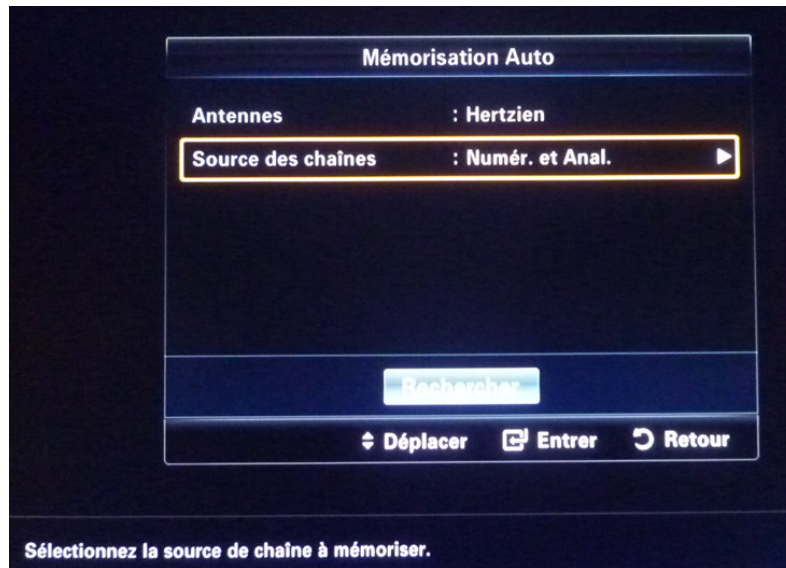 Mémorisation Auto
Antennes : Hertzien
Source des chaînes : Numér. et Anal.
Rechercher
Déplacer Entrer Retour
Sélectionnez la source de chaîne à mémoriser.